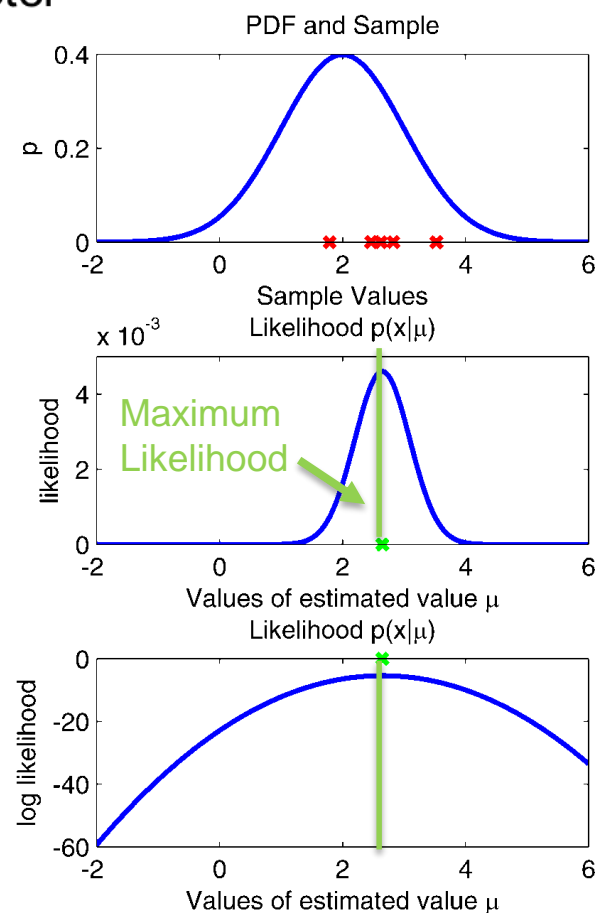 PDF and Sample
0.4
0.2
0
p
-2 0 2 4 6
Sample Values
Likelihood p(x|μ)
x 10⁻³
4
2
0
likelihood
Maximum
Likelihood
-2 0 2 4 6
Values of estimated value μ
Likelihood p(x|μ)
0
-20
-40
-60
log likelihood
-2 0 2 4 6
Values of estimated value μ